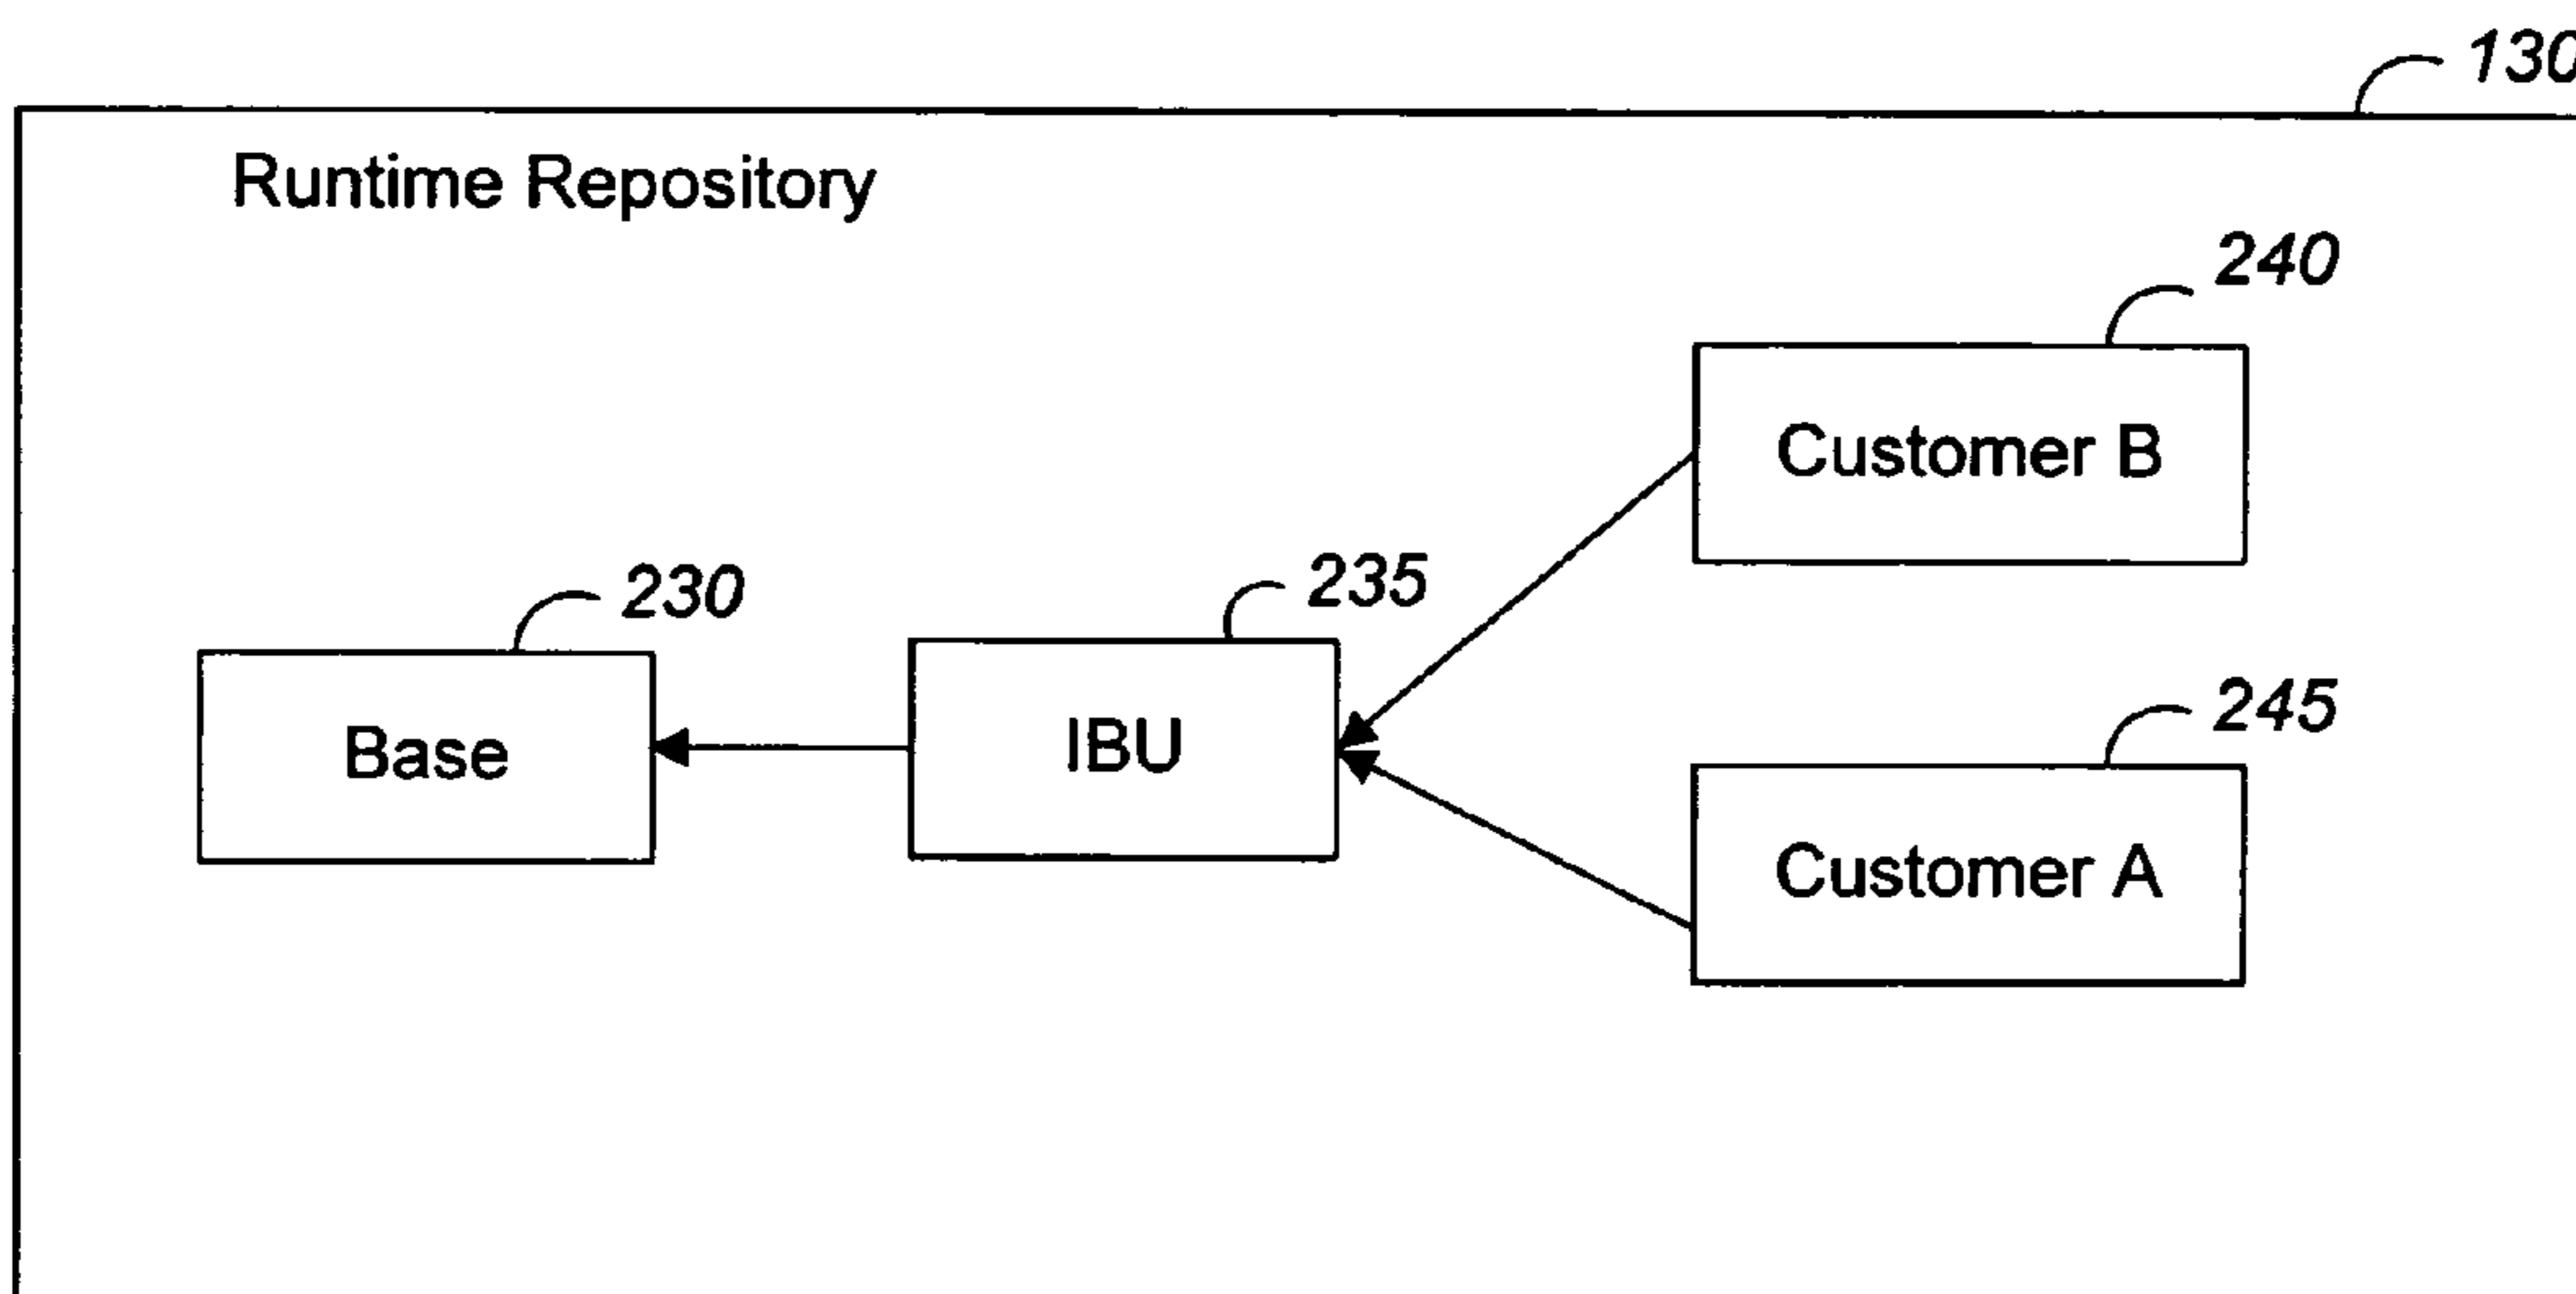 130
Runtime Repository
240
Customer B
230
235
245
Base
IBU
Customer A